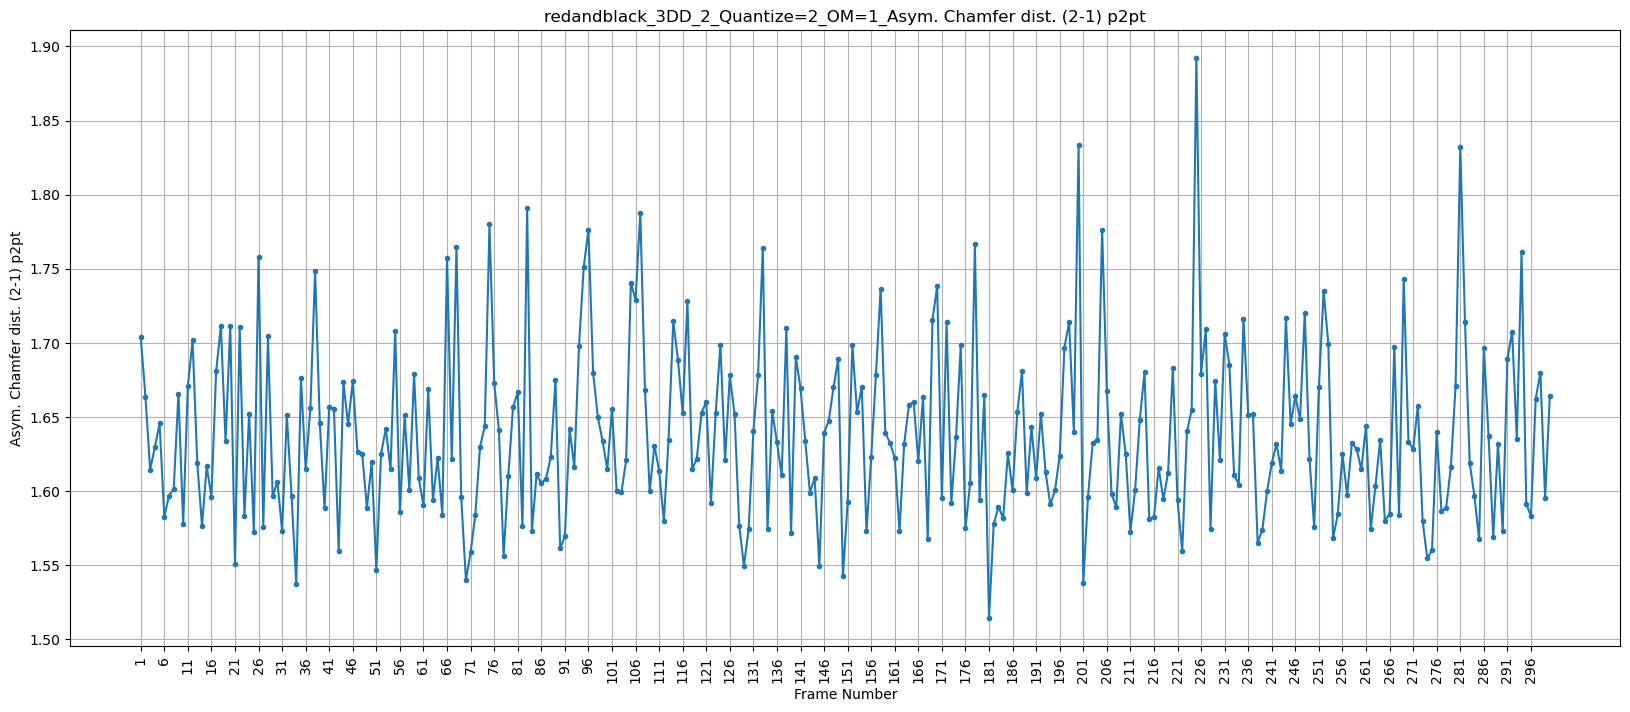 redandblack_3DD_2_Quantize=2_OM=1_Asym. Chamfer dist. (2-1) p2pt
Asym. Chamfer dist. (2-1) p2pt
1.90
1.85
1.80
1.75
1.70
1.65
1.60
1.55
1.50
1 6 11 16 21 26 31 36 41 46 51 56 61 66 71 76 81 86 91 96 101 106 111 116 121 126 131 136 141 146 151 156 161 166 171 176 181 186 191 196 201 206 211 216 221 226 231 236 241 246 251 256 261 266 271 276 281 286 291 296
Frame Number